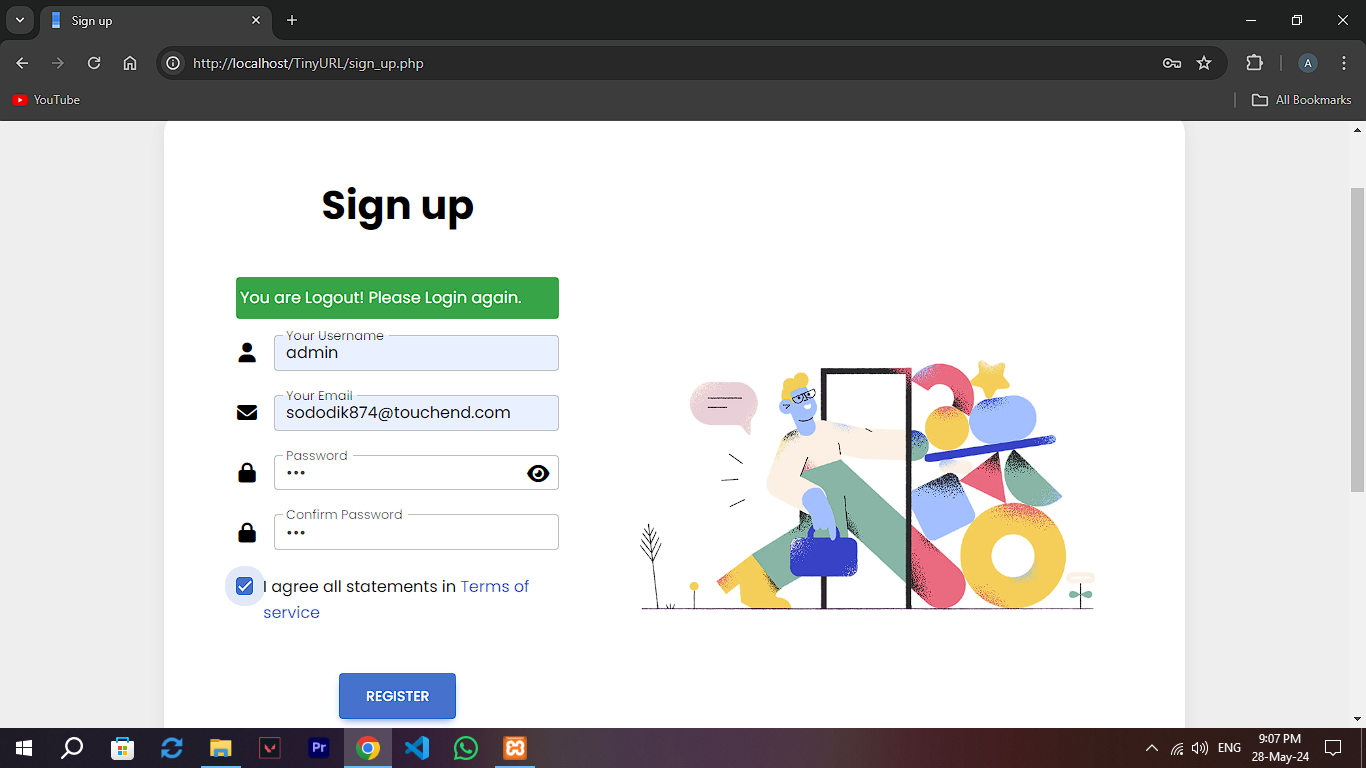 Sign up
http://localhost/TinyURL/sign_up.php
A
YouTube
All Bookmarks
Sign up
You are Logout! Please Login again.
Your Username
admin
Your Email
sododik874@touchend.com
Password
•••
Confirm Password
•••
I agree all statements in Terms of
service
REGISTER
Pr
ENG
9:07 PM
28-May-24